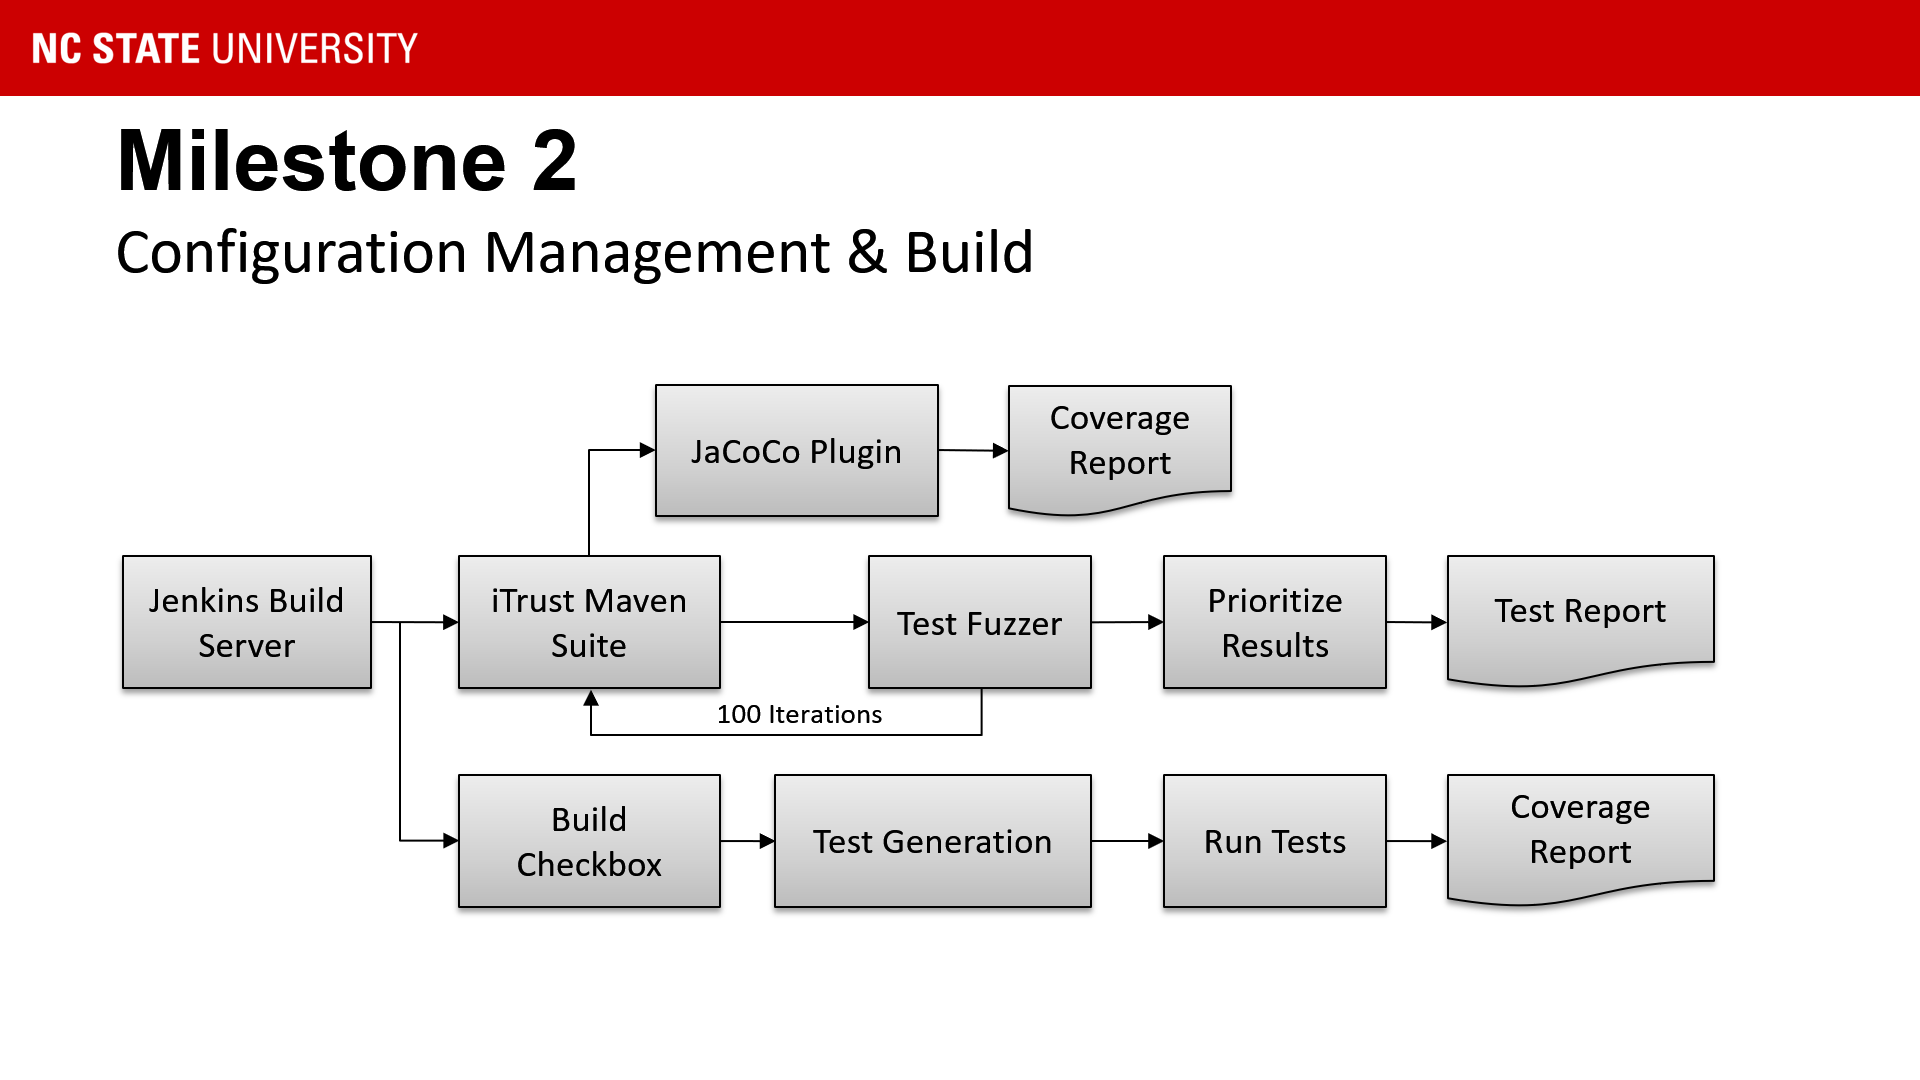 NC STATE UNIVERSITY
Milestone 2
Configuration Management & Build
JaCoCo Plugin
Coverage
Report
Jenkins Build
Server
iTrust Maven
Suite
Test Fuzzer
Prioritize
Results
Test Report
100 Iterations
Build
Checkbox
Test Generation
Run Tests
Coverage
Report